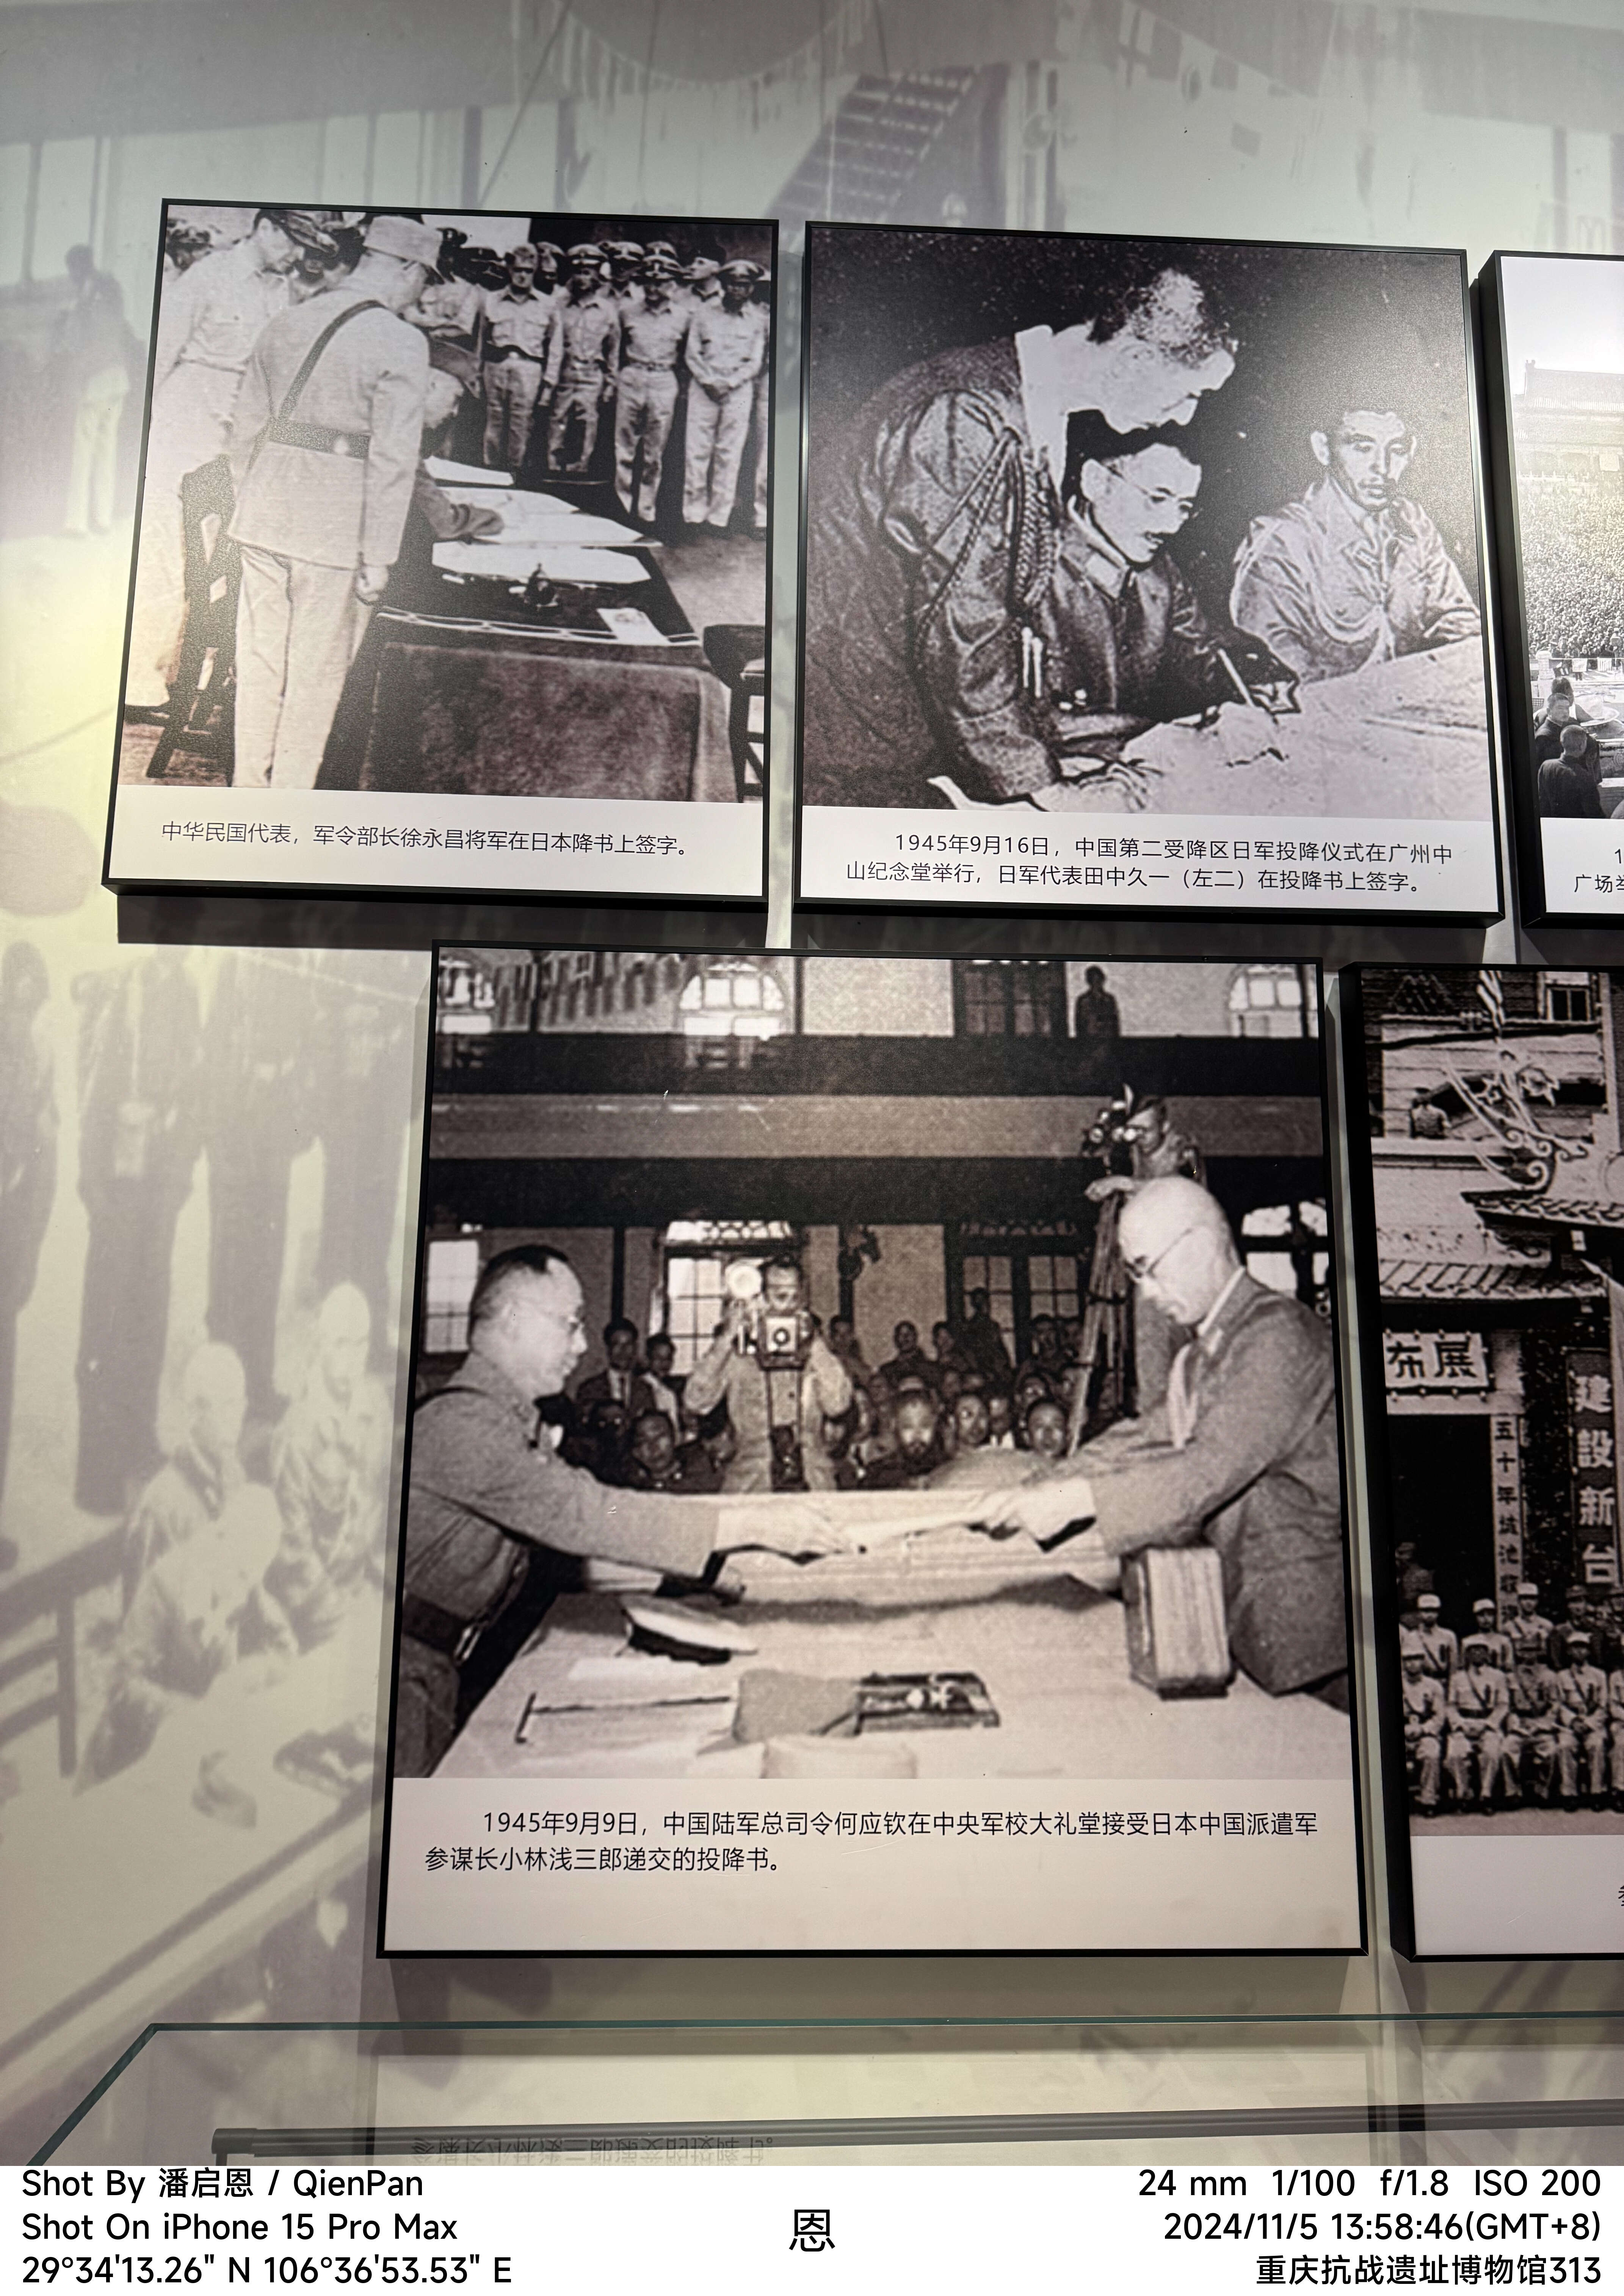 中华民国代表，军令部长徐永昌将军在日本降书上签字。
1945年9月16日，中国第二受降区日军投降仪式在广州中
山纪念堂举行，日军代表田中久一（左二）在投降书上签字。
1
广场举
1945年9月9日，中国陆军总司令何应钦在中央军校大礼堂接受日本中国派遣军
参谋长小林浅三郎递交的投降书。
布展
建設新台
五十年
Shot By 潘启恩 / QienPan
Shot On iPhone 15 Pro Max
29°34'13.26" N 106°36'53.53" E
恩
24 mm 1/100 f/1.8 ISO 200
2024/11/5 13:58:46(GMT+8)
重庆抗战遗址博物馆313